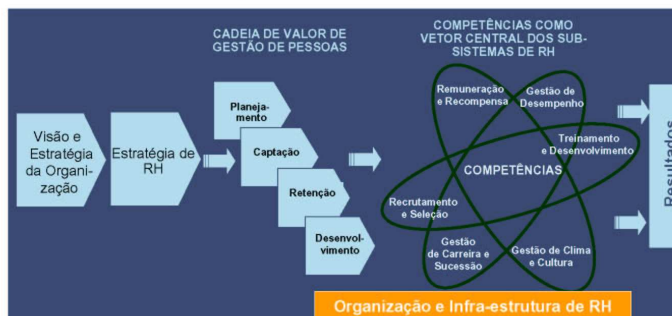 CADEIA DE VALOR DE
GESTÃO DE PESSOAS
COMPETÊNCIAS COMO
VETOR CENTRAL DOS SUB-
SISTEMAS DE RH
Visão e
Estratégia
da Organi-
zação
Estratégia de
RH
Planeja-
mento
Captação
Retenção
Desenvol-
vimento
Remuneração
e Recompensa
Gestão de
Desempenho
Treinamento
e Desenvolvimento
COMPETÊNCIAS
Recrutamento
e Seleção
Gestão
de Carreira e
Sucessão
Gestão de Clima
e Cultura
Resultados
Organização e Infra-estrutura de RH